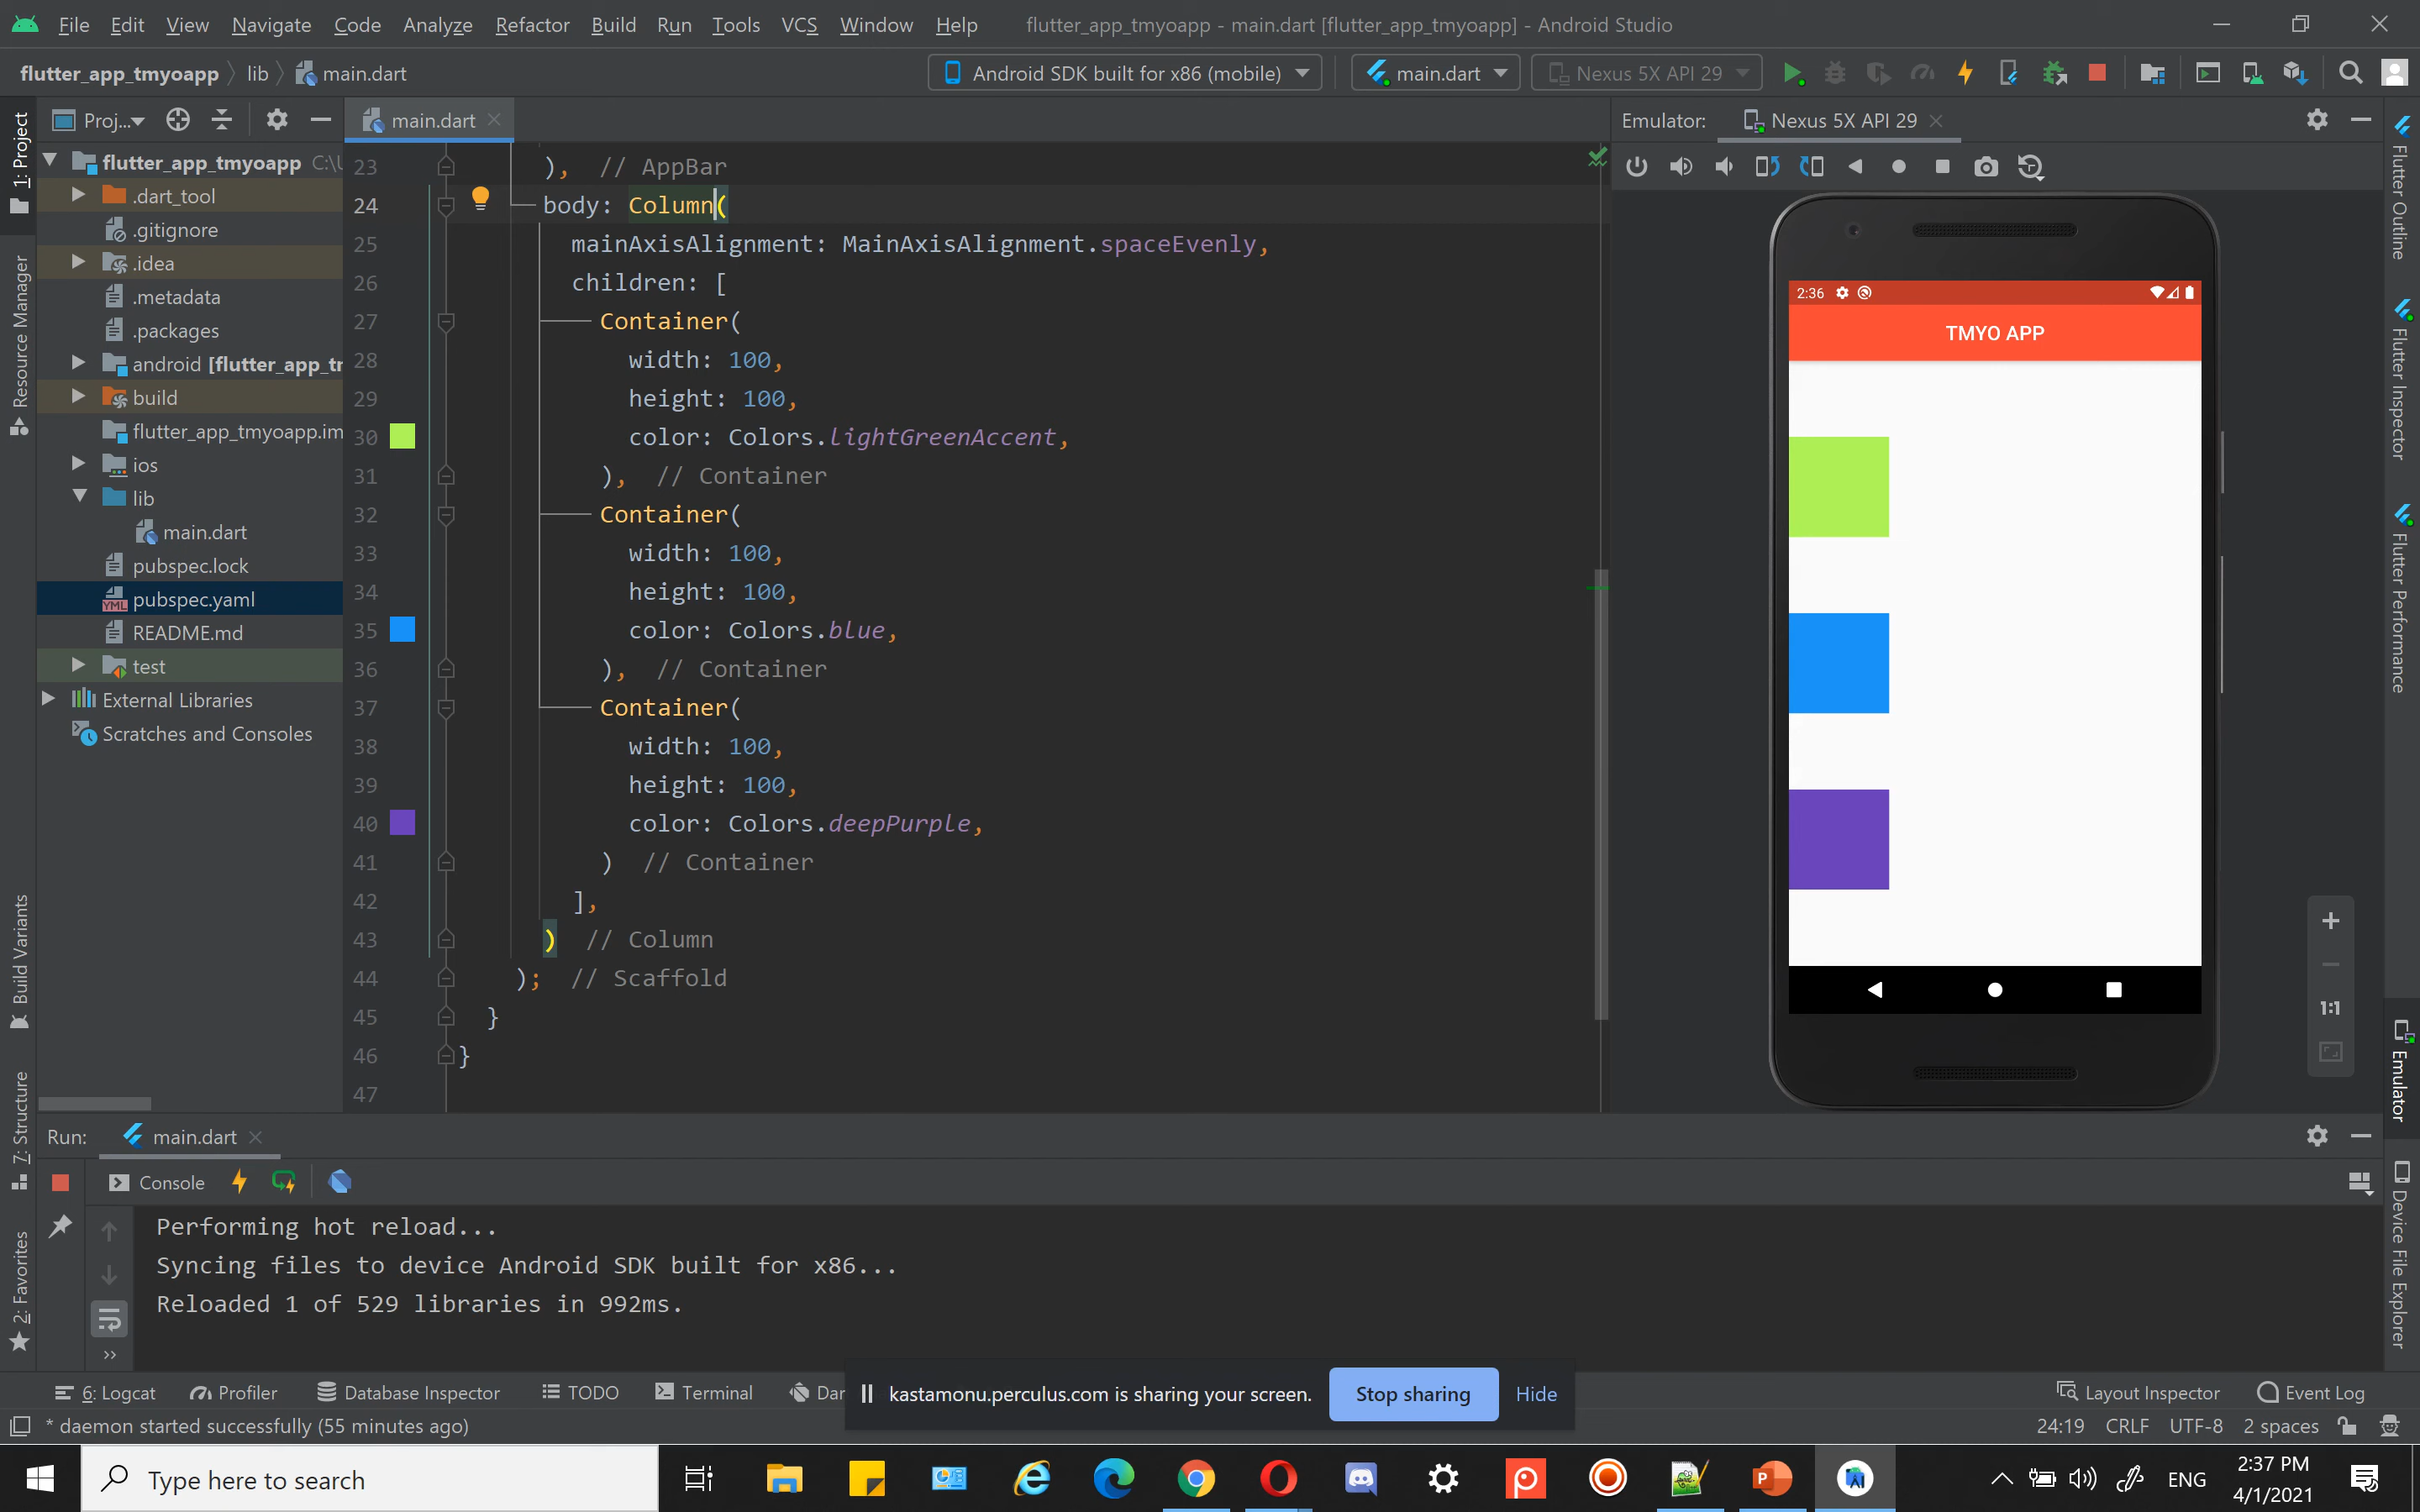 File Edit View Navigate Code Analyze Refactor Build Run Tools VCS Window Help flutter_app_tmyoapp - main.dart [flutter_app_tmyoapp] - Android Studio
flutter_app_tmyoapp lib main.dart Android SDK built for x86 (mobile) main.dart Nexus 5X API 29
1: Project
Resource Manager
Build Variants
7: Structure
2: Favorites
Proj...
flutter_app_tmyoapp C:\U
.dart_tool
.gitignore
.idea
.metadata
.packages
android [flutter_app_tr
build
flutter_app_tmyoapp.im
ios
lib
main.dart
pubspec.lock
YML pubspec.yaml
README.md
test
External Libraries
Scratches and Consoles
main.dart
23 ), // AppBar
24 body: Column(
25 mainAxisAlignment: MainAxisAlignment.spaceEvenly,
26 children: [
27 Container(
28 width: 100,
29 height: 100,
30 color: Colors.lightGreenAccent,
31 ), // Container
32 Container(
33 width: 100,
34 height: 100,
35 color: Colors.blue,
36 ), // Container
37 Container(
38 width: 100,
39 height: 100,
40 color: Colors.deepPurple,
41 ) // Container
42 ],
43 ) // Column
44 ); // Scaffold
45 }
46 }
47
Emulator: Nexus 5X API 29
2:36
TMYO APP
1:1
Flutter Outline
Flutter Inspector
Flutter Performance
Emulator
Device File Explorer
Run: main.dart
Console
Performing hot reload...
Syncing files to device Android SDK built for x86...
Reloaded 1 of 529 libraries in 992ms.
6: Logcat Profiler Database Inspector TODO Terminal Dar
kastamonu.perculus.com is sharing your screen. Stop sharing Hide
Layout Inspector Event Log
* daemon started successfully (55 minutes ago) 24:19 CRLF UTF-8 2 spaces
Type here to search
ENG
2:37 PM
4/1/2021